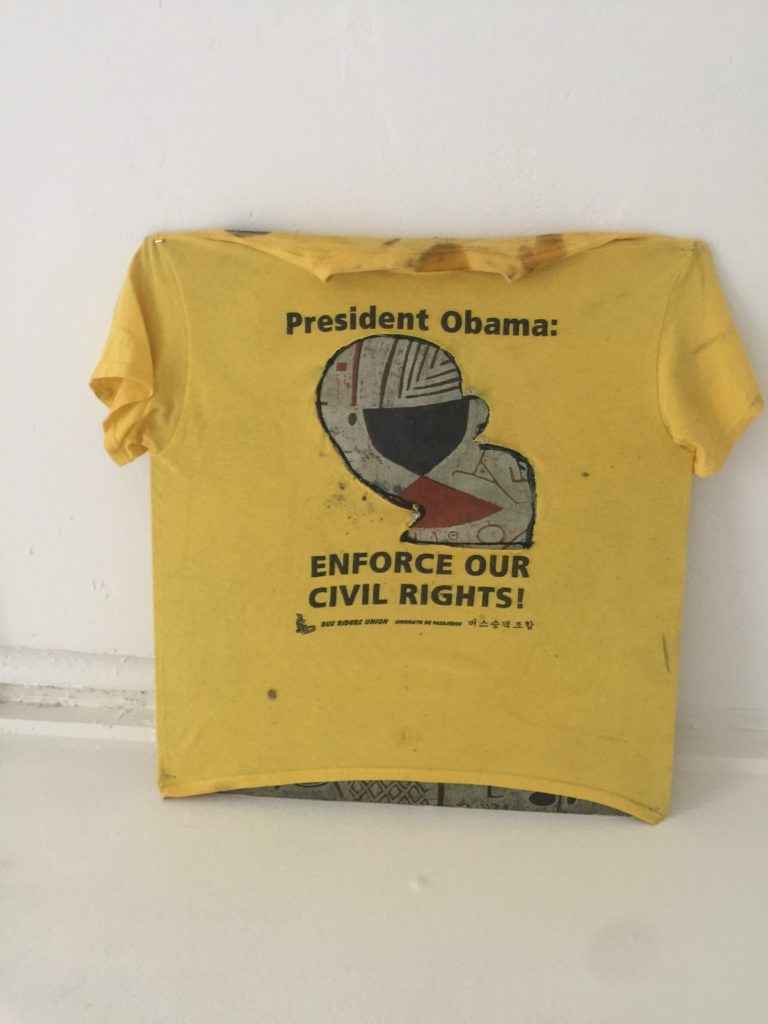 President Obama:
ENFORCE OUR
CIVIL RIGHTS!
BUS RIDERS UNION SINDICATO DE PASAJEROS 버스승객조합